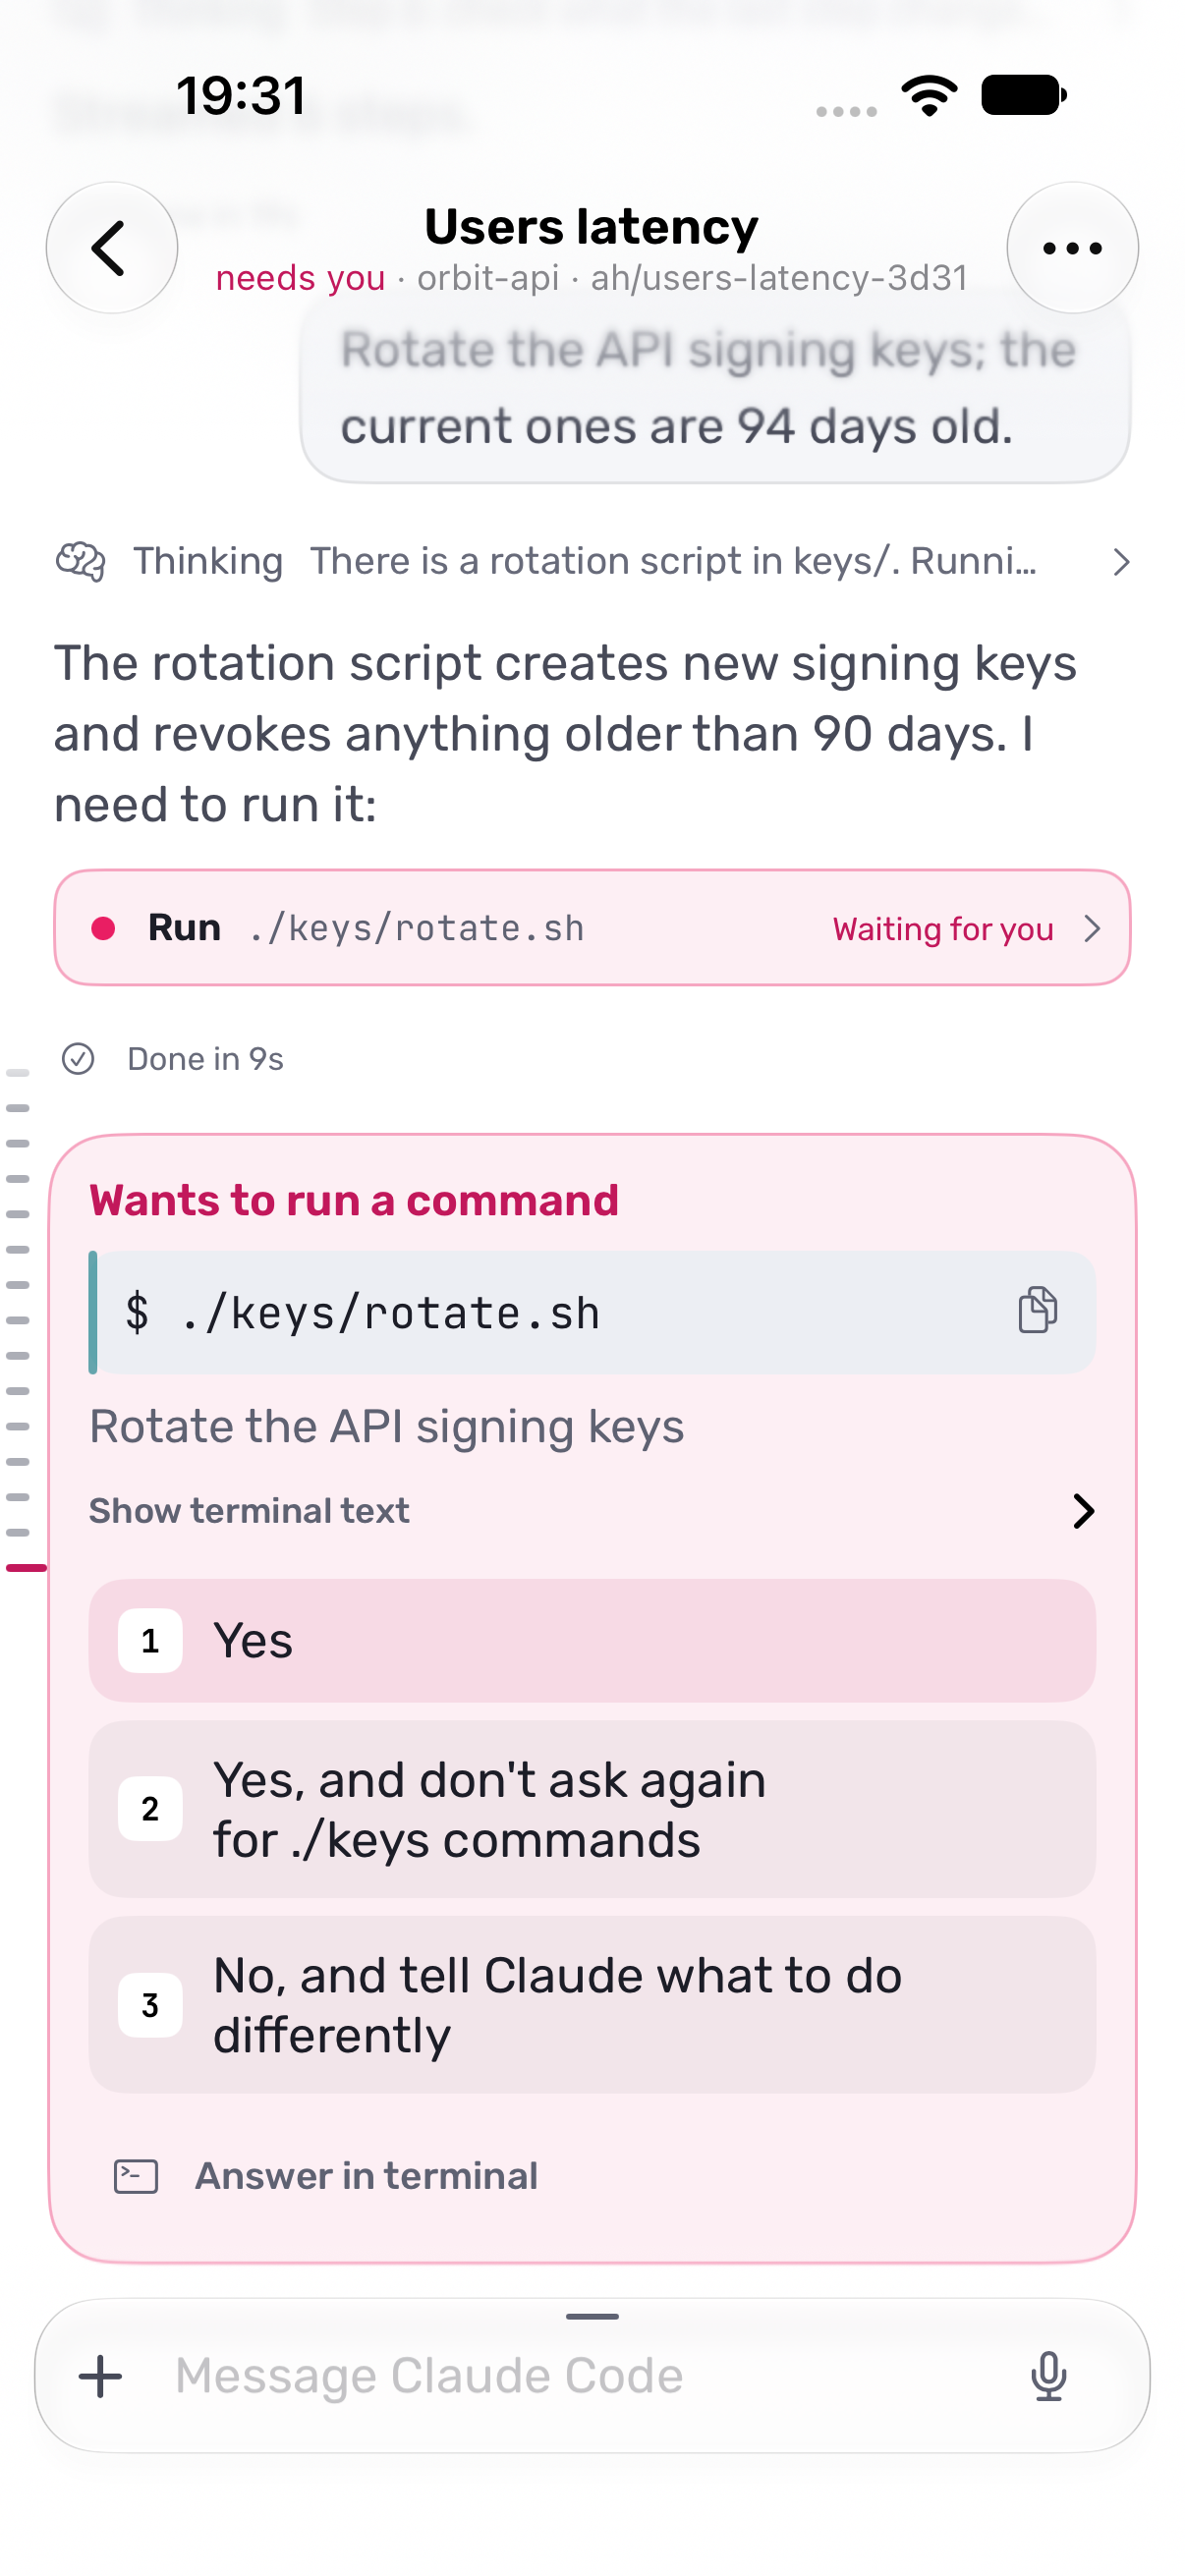 19:31
Users latency
needs you · orbit-api · ah/users-latency-3d31
Rotate the API signing keys; the
current ones are 94 days old.
Thinking There is a rotation script in keys/. Runni...
The rotation script creates new signing keys
and revokes anything older than 90 days. I
need to run it:
Run ./keys/rotate.sh Waiting for you
Done in 9s
Wants to run a command
$ ./keys/rotate.sh
Rotate the API signing keys
Show terminal text
1 Yes
2 Yes, and don't ask again
for ./keys commands
3 No, and tell Claude what to do
differently
Answer in terminal
Message Claude Code